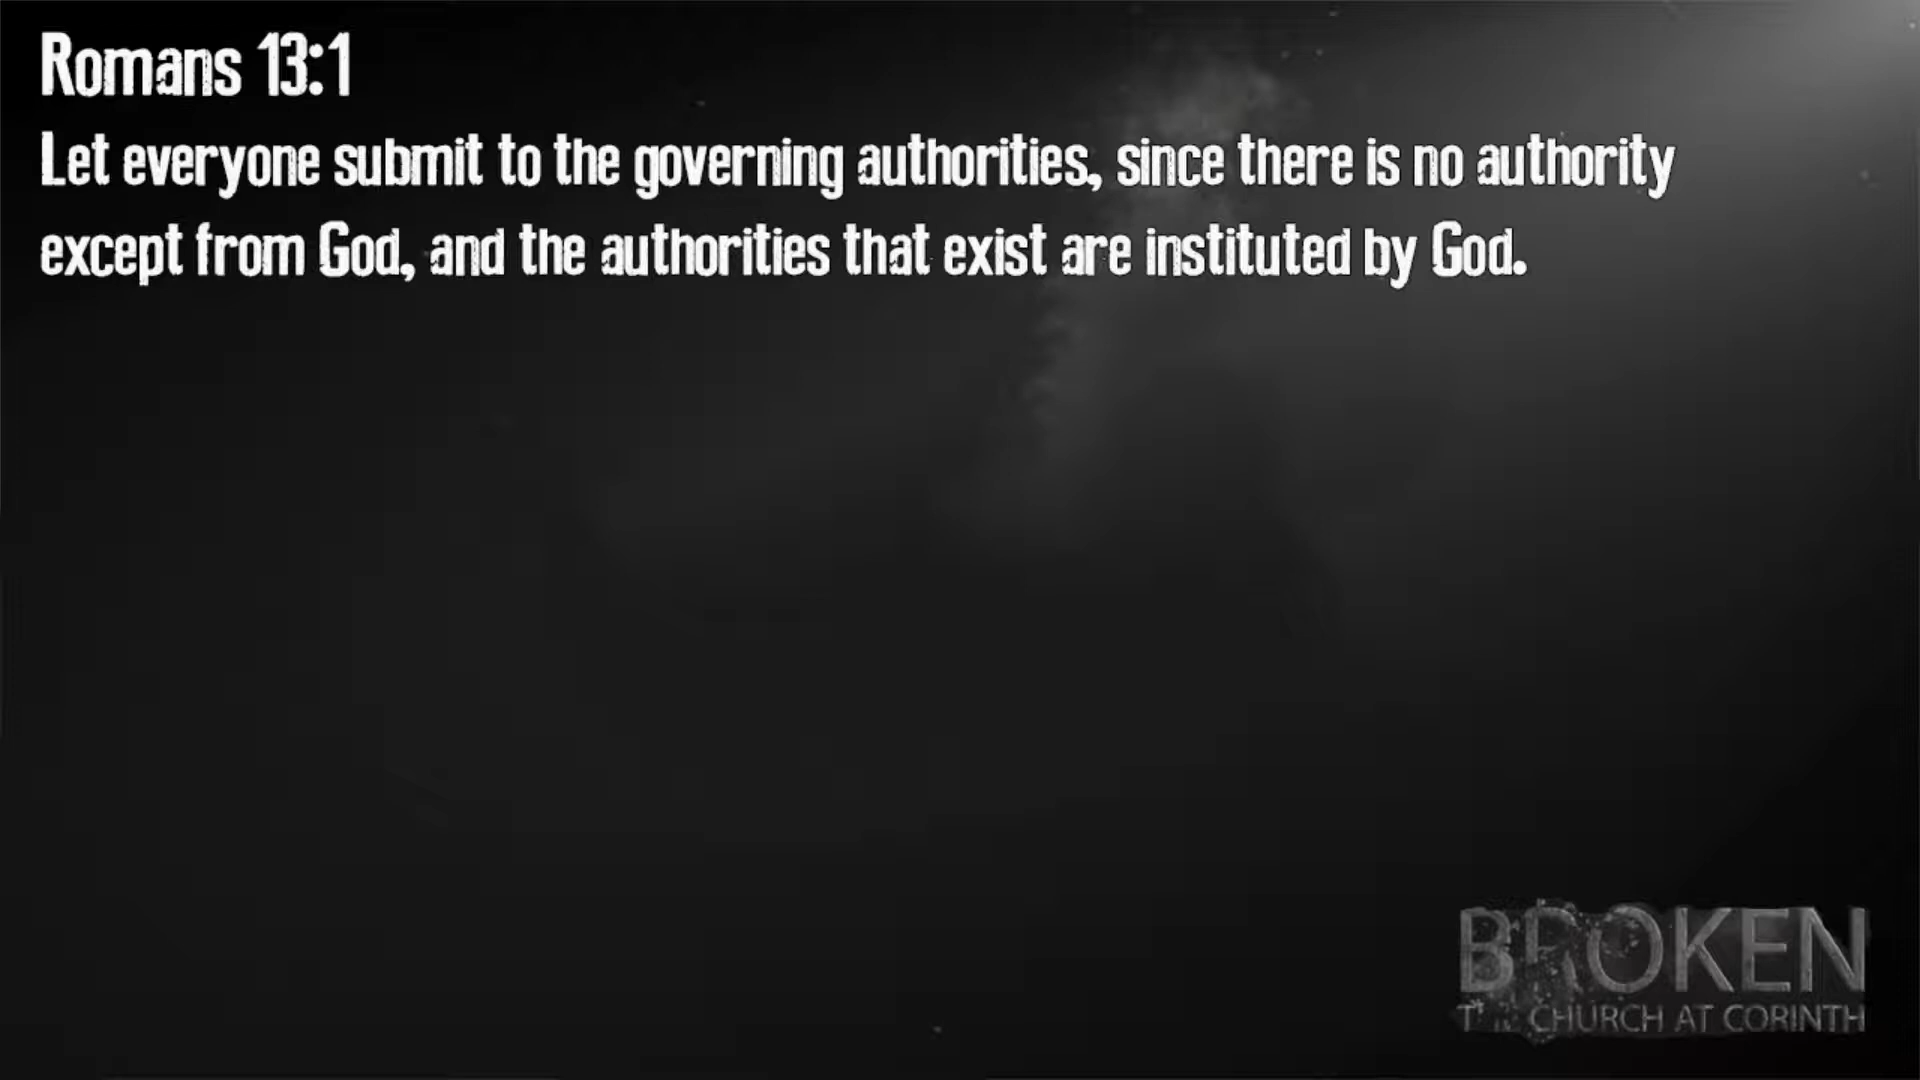 Romans 13:1
Let everyone submit to the governing authorities, since there is no authority
except from God, and the authorities that exist are instituted by God.
BROKEN
THE CHURCH AT CORINTH